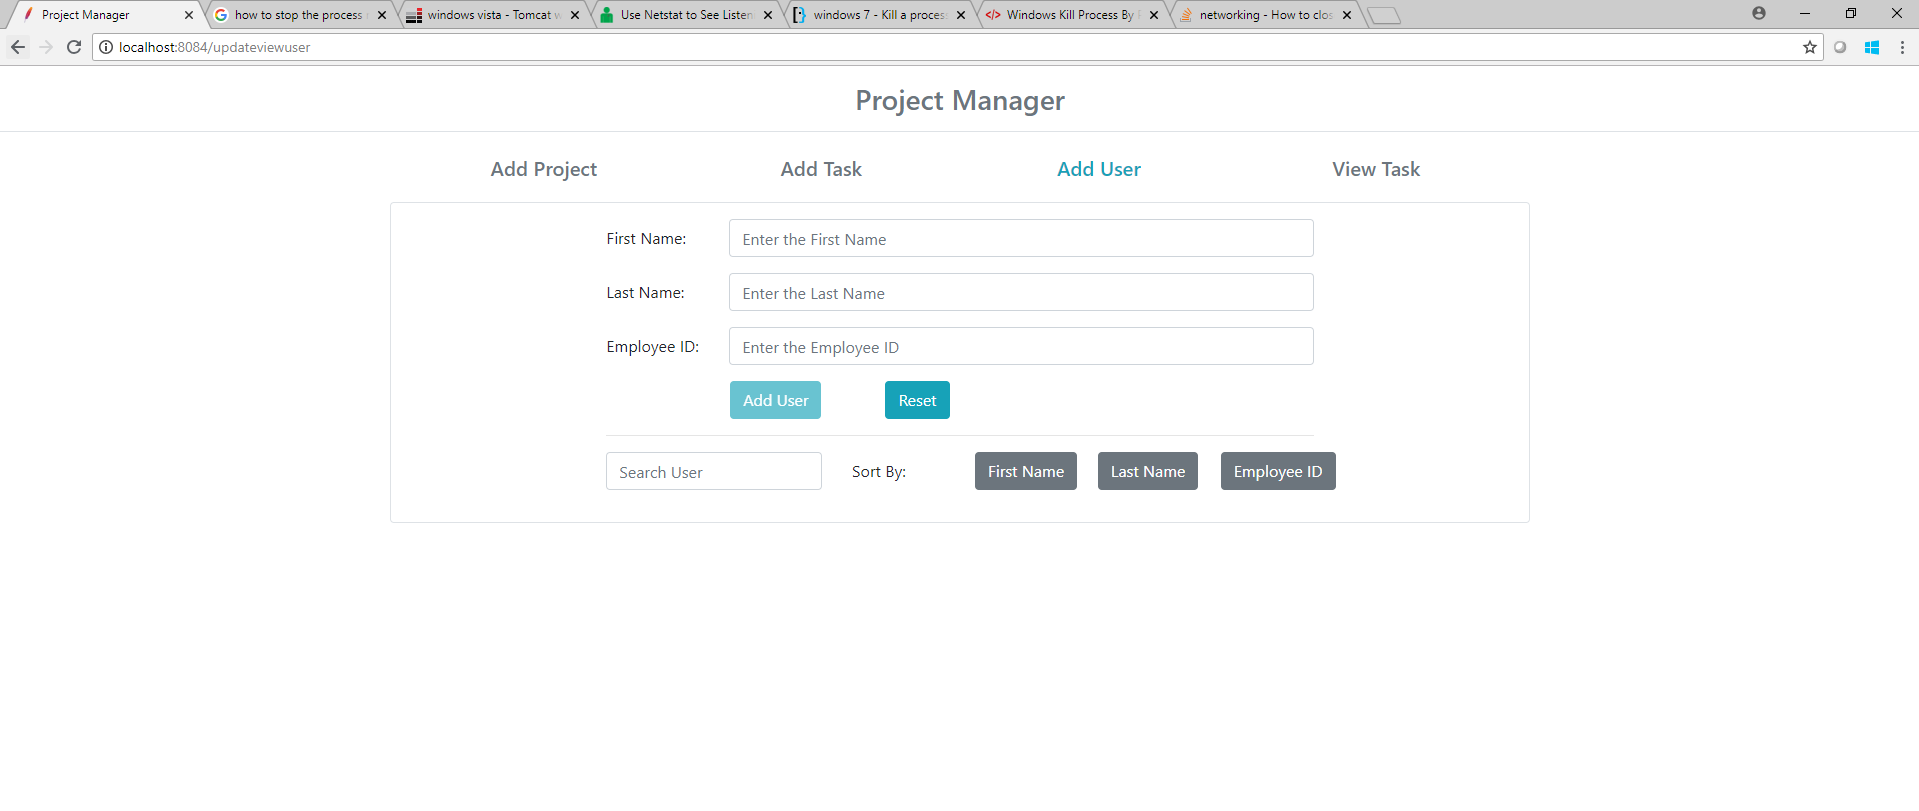 Project Manager
how to stop the process
windows vista - Tomcat w
Use Netstat to See Listen
windows 7 - Kill a proces
Windows Kill Process By
networking - How to clos
localhost:8084/updateviewuser
Project Manager
Add Project Add Task Add User View Task
First Name: Enter the First Name
Last Name: Enter the Last Name
Employee ID: Enter the Employee ID
Add User Reset
Search User Sort By: First Name Last Name Employee ID